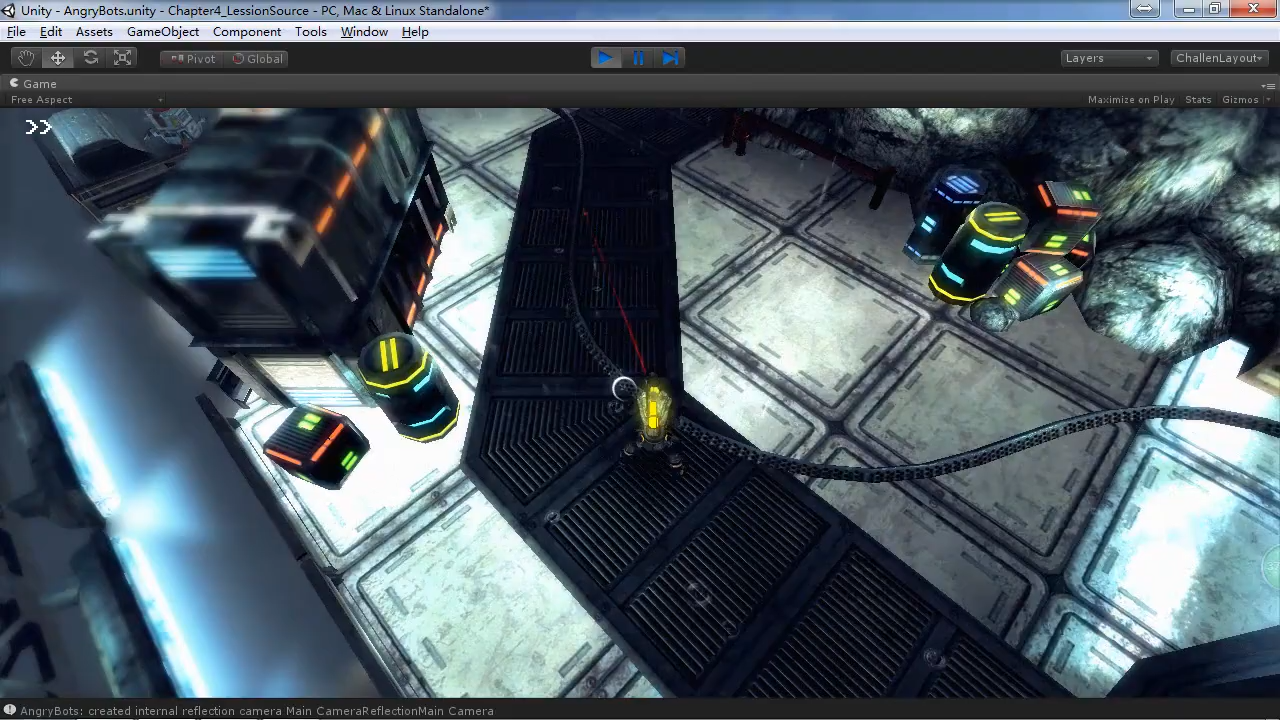 Unity - AngryBots.unity - Chapter4_LessionSource - PC, Mac & Linux Standalone*
File Edit Assets GameObject Component Tools Window Help
Pivot Global Layers ChallenLayout
Game
Free Aspect Maximize on Play Stats Gizmos
>>
AngryBots: created internal reflection camera Main CameraReflectionMain Camera